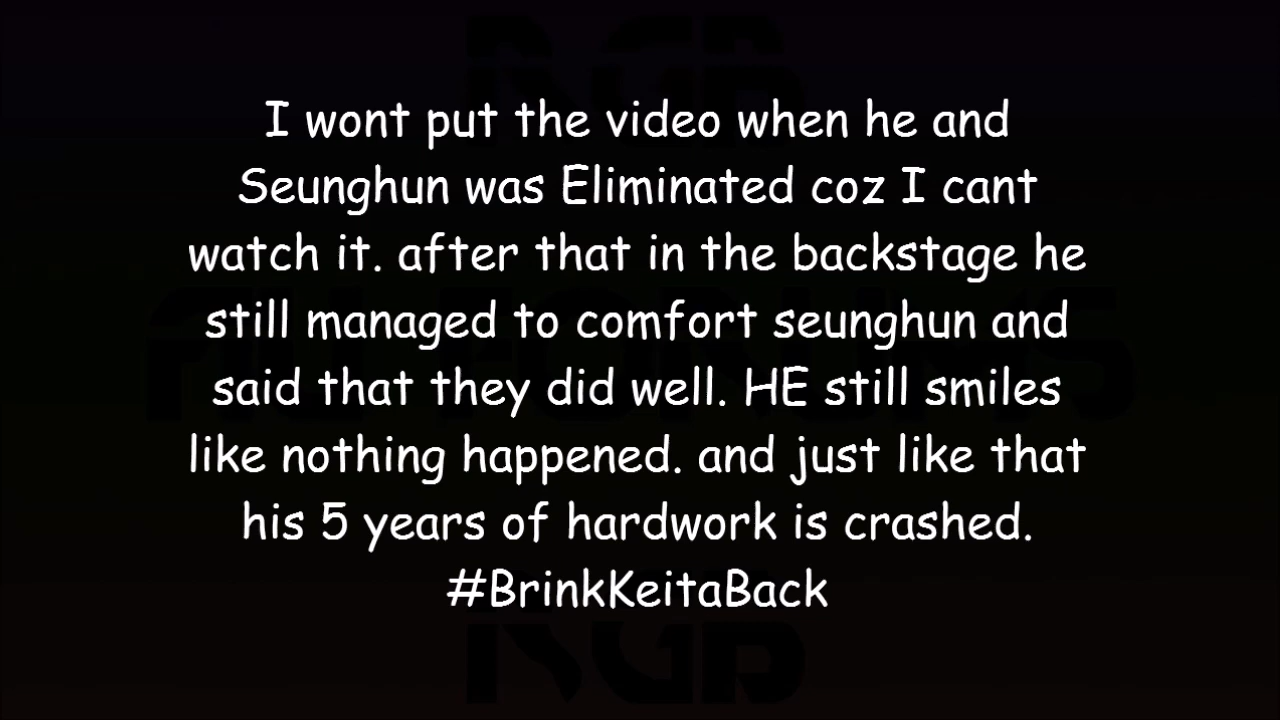 I wont put the video when he and
Seunghun was Eliminated coz I cant
watch it. after that in the backstage he
still managed to comfort seunghun and
said that they did well. HE still smiles
like nothing happened. and just like that
his 5 years of hardwork is crashed.
#BrinkKeitaBack